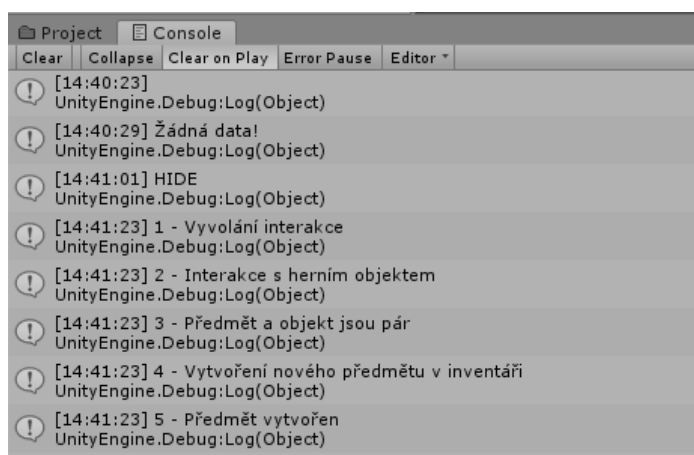 Project Console
Clear Collapse Clear on Play Error Pause Editor
[14:40:23]
UnityEngine.Debug:Log(Object)
[14:40:29] Žádná data!
UnityEngine.Debug:Log(Object)
[14:41:01] HIDE
UnityEngine.Debug:Log(Object)
[14:41:23] 1 - Vyvolání interakce
UnityEngine.Debug:Log(Object)
[14:41:23] 2 - Interakce s herním objektem
UnityEngine.Debug:Log(Object)
[14:41:23] 3 - Předmět a objekt jsou pár
UnityEngine.Debug:Log(Object)
[14:41:23] 4 - Vytvoření nového předmětu v inventáři
UnityEngine.Debug:Log(Object)
[14:41:23] 5 - Předmět vytvořen
UnityEngine.Debug:Log(Object)